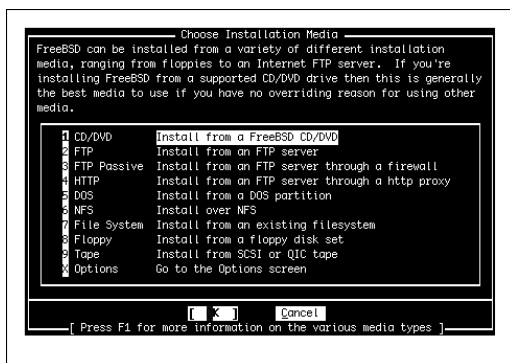 Choose Installation Media
FreeBSD can be installed from a variety of different installation
media, ranging from floppies to an Internet FTP server.  If you're
installing FreeBSD from a supported CD/DVD drive then this is generally
the best media to use if you have no overriding reason for using other
media.
1 CD/DVD Install from a FreeBSD CD/DVD
2 FTP Install from an FTP server
3 FTP Passive Install from an FTP server through a firewall
4 HTTP Install from an FTP server through a http proxy
5 DOS Install from a DOS partition
6 NFS Install over NFS
7 File System Install from an existing filesystem
8 Floppy Install from a floppy disk set
9 Tape Install from SCSI or QIC tape
X Options Go to the Options screen
[ K ] Cancel
[ Press F1 for more information on the various media types ]